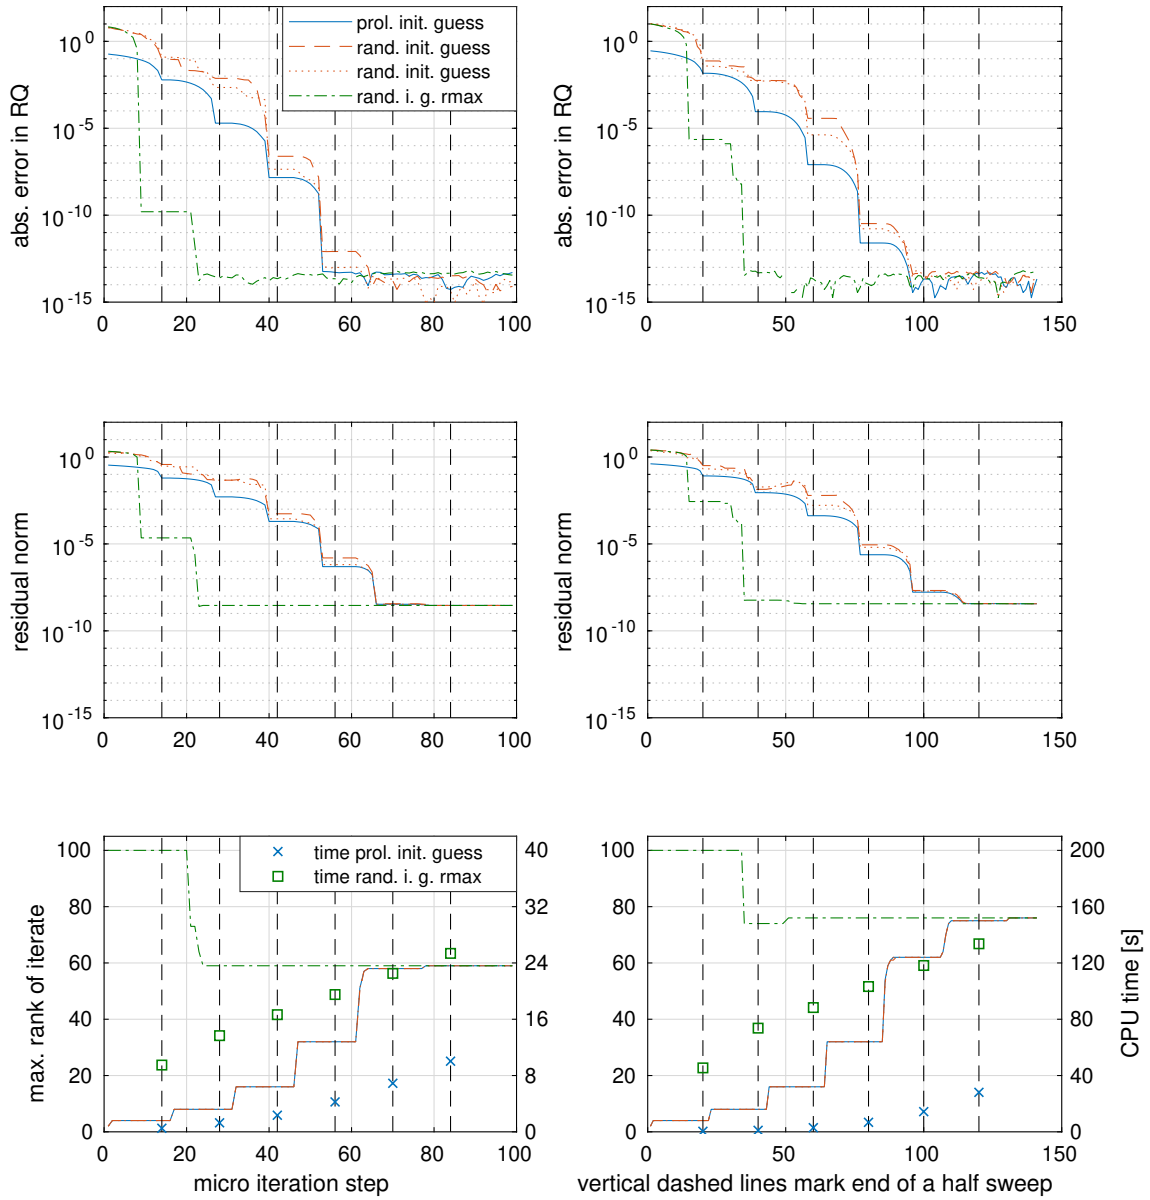 prol. init. guess
rand. init. guess
rand. init. guess
rand. i. g. rmax
abs. error in RQ
10^0
10^-5
10^-10
10^-15
0 20 40 60 80 100
abs. error in RQ
10^0
10^-5
10^-10
10^-15
0 50 100 150
residual norm
10^0
10^-5
10^-10
10^-15
0 20 40 60 80 100
residual norm
10^0
10^-5
10^-10
10^-15
0 50 100 150
time prol. init. guess
time rand. i. g. rmax
max. rank of iterate
100
80
60
40
20
0
40
32
24
16
8
0
0 20 40 60 80 100
micro iteration step
100
80
60
40
20
0
200
160
120
80
40
0
CPU time [s]
0 50 100 150
vertical dashed lines mark end of a half sweep